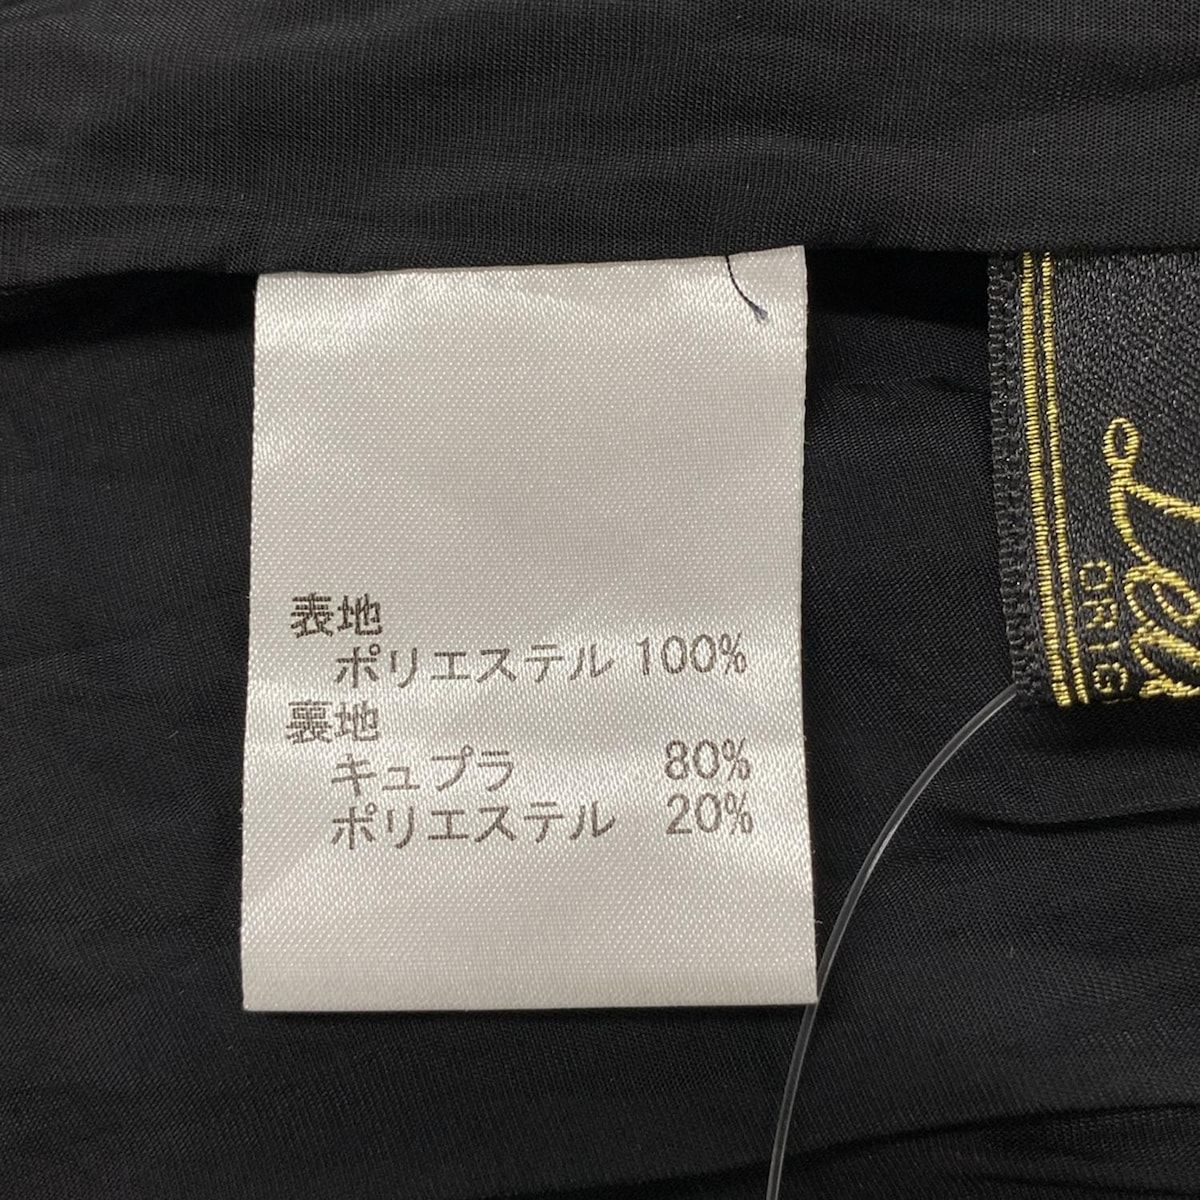 表地
ポリエステル 100%
裏地
キュプラ 80%
ポリエステル 20%
ORIG